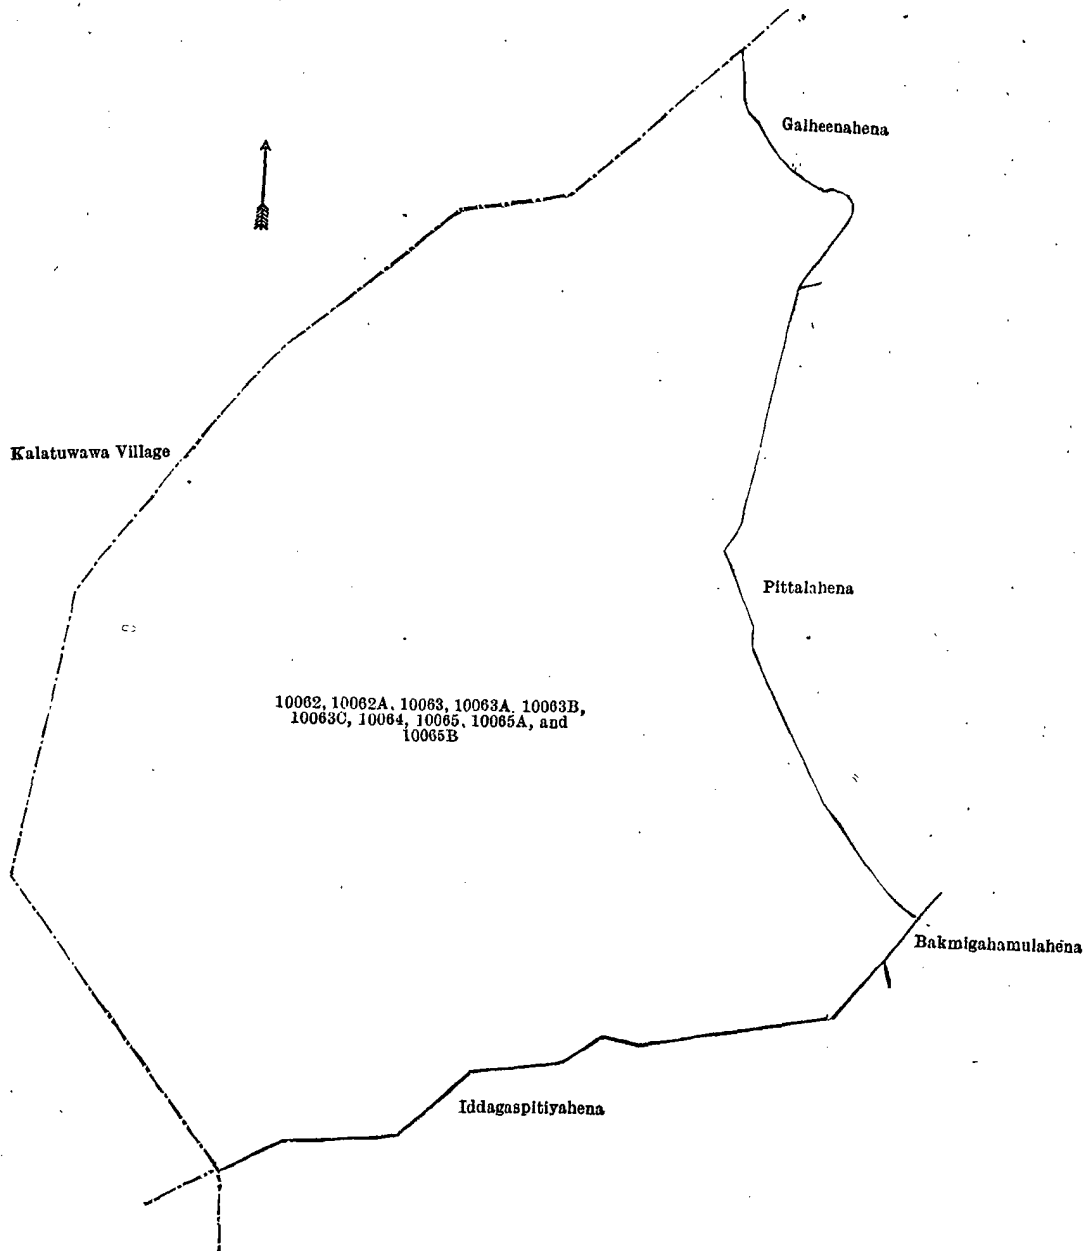 Galheenahena
Kalatuwawa Village
Pittalahena
10062, 10062A, 10063, 10063A, 10063B,
10063C, 10064, 10065, 10065A, and
10065B
Bakmigahamulahena
Iddagaspitiyahena